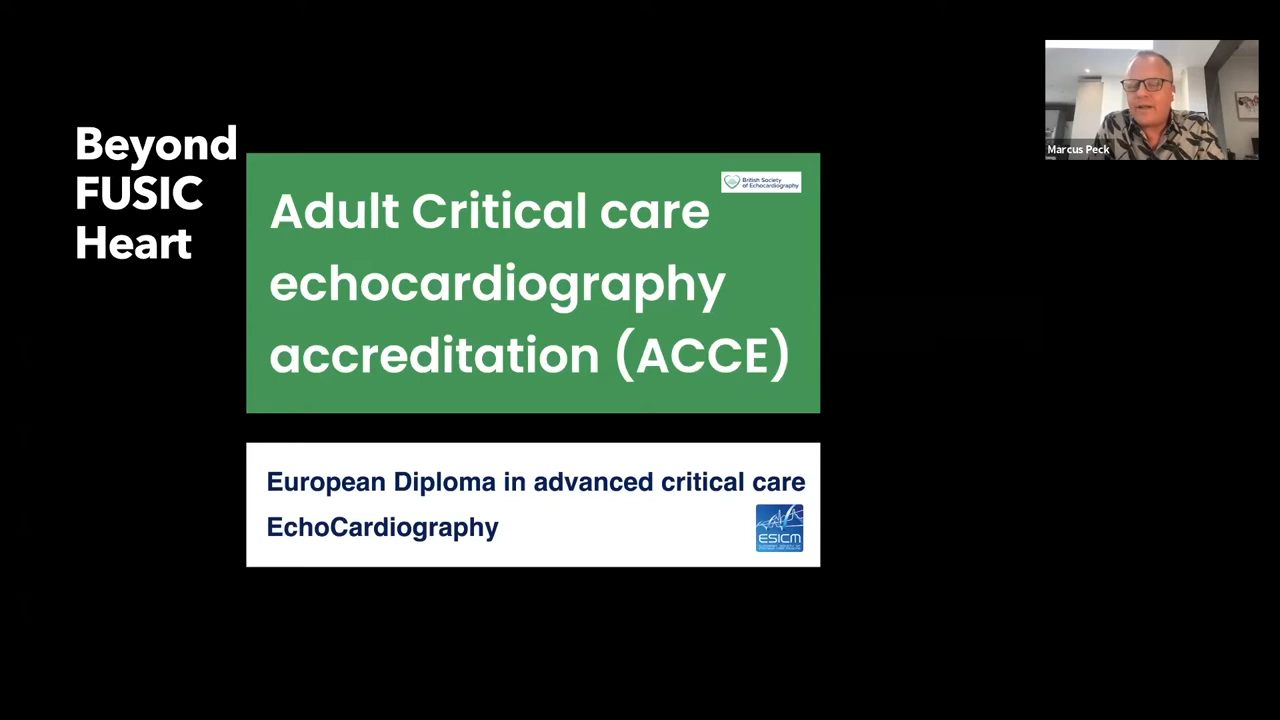 Beyond
FUSIC
Heart
British Society
of Echocardiography
Adult Critical care
echocardiography
accreditation (ACCE)
European Diploma in advanced critical care
EchoCardiography
ESICM
Marcus Peck